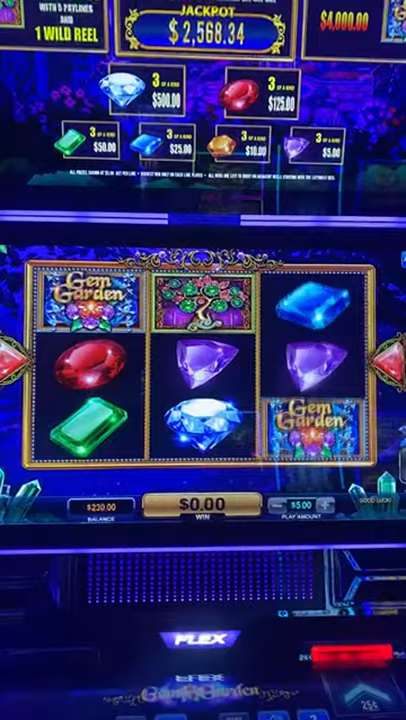 WITH 5 PAYLINES
1 WILD REEL
JACKPOT
$2,568.34
$4,000.00
3 OF A KIND
$500.00
3 OF A KIND
$125.00
3 OF A KIND
$50.00
3 OF A KIND
$25.00
3 OF A KIND
$10.00
3 OF A KIND
$5.00
Gem Garden
Gem Garden
$230.00
BALANCE
$0.00
WIN
$5.00
PLAY AMOUNT
GOOD LUCK!
PLEX
Gem Garden
25¢